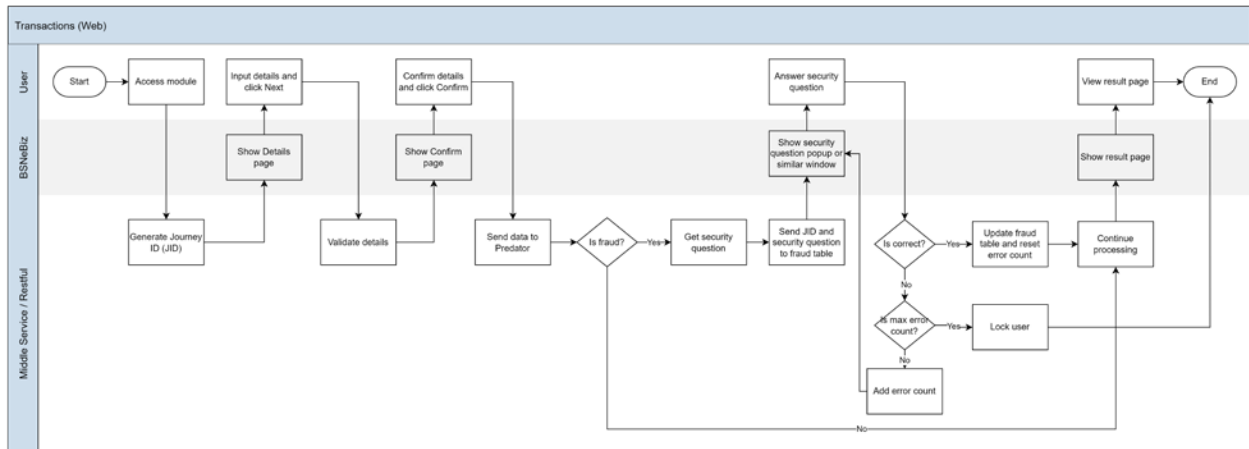 Transactions (Web)
User
Start
Access module
Input details and
click Next
Confirm details
and click Confirm
Answer security
question
View result page
End
BSNeBiz
Show Details
page
Show Confirm
page
Show security
question popup or
similar window
Show result page
Middle Service / Restful
Generate Journey
ID (JID)
Validate details
Send data to
Predator
Is fraud?
Yes
Get security
question
Send JID and
security question
to fraud table
Is correct?
Yes
Update fraud
table and reset
error count
Continue
processing
No
Is max error
count?
Yes
Lock user
No
Add error count
No